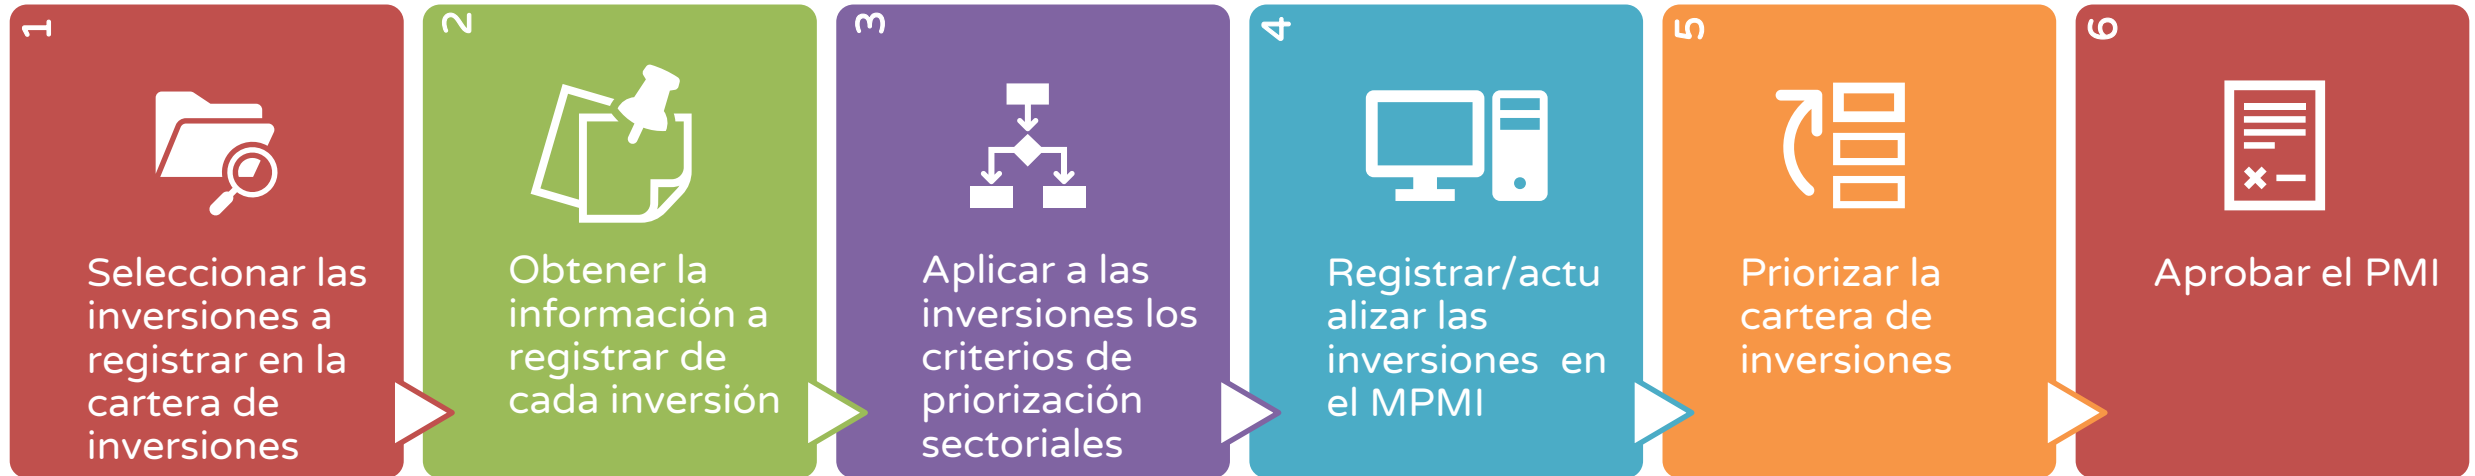 1
Seleccionar las
inversiones a
registrar en la
cartera de
inversiones
2
Obtener la
información a
registrar de
cada inversión
3
Aplicar a las
inversiones los
criterios de
priorización
sectoriales
4
Registrar/actu
alizar las
inversiones en
el MPMI
5
Priorizar la
cartera de
inversiones
6
Aprobar el PMI